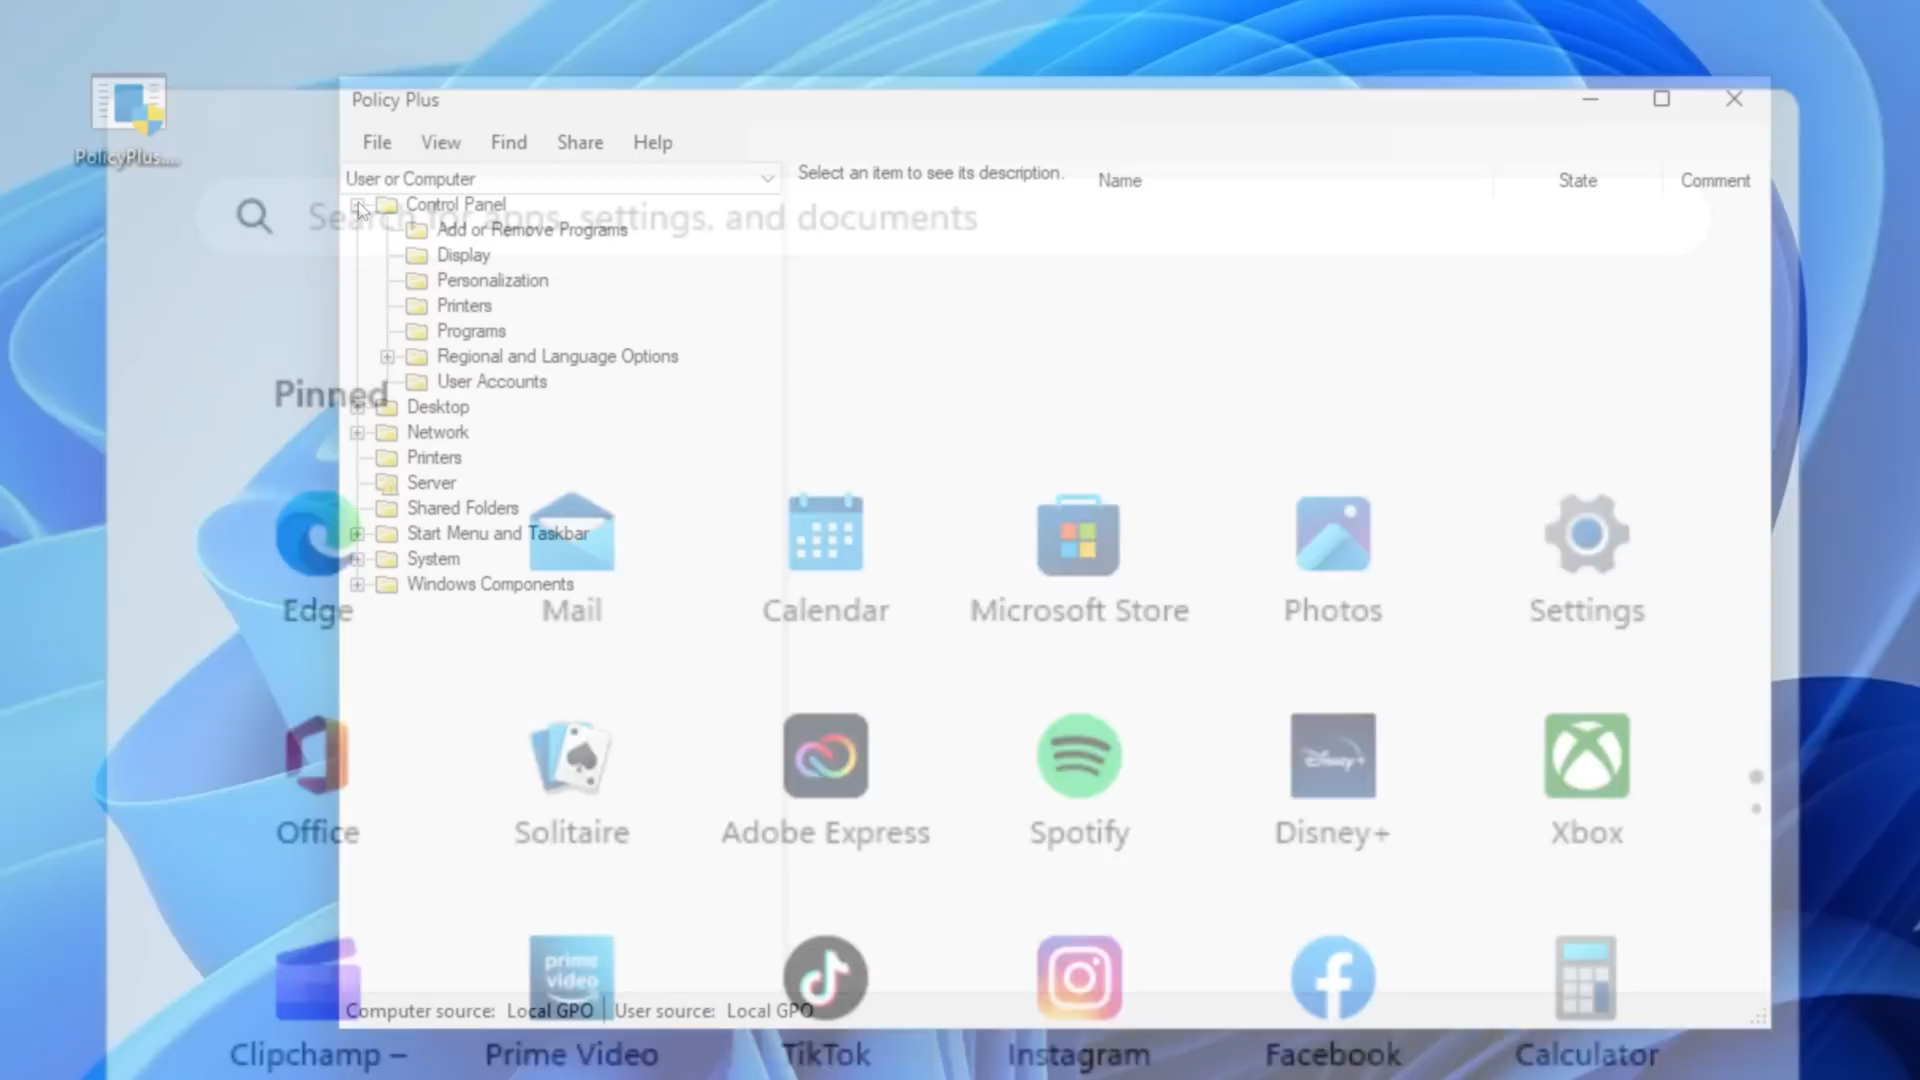 PolicyPlus....
Policy Plus
File View Find Share Help
User or Computer
Select an item to see its description.
Name State Comment
Control Panel
Search for apps, settings, and documents
Add or Remove Programs
Display
Personalization
Printers
Programs
Regional and Language Options
User Accounts
Pinned
Desktop
Network
Printers
Server
Shared Folders
Start Menu and Taskbar
System
Windows Components
Edge Mail Calendar Microsoft Store Photos Settings
Disney+
Office Solitaire Adobe Express Spotify Disney+ Xbox
prime
video
Computer source: Local GPO User source: Local GPO
Clipchamp – Prime Video TikTok Instagram Facebook Calculator